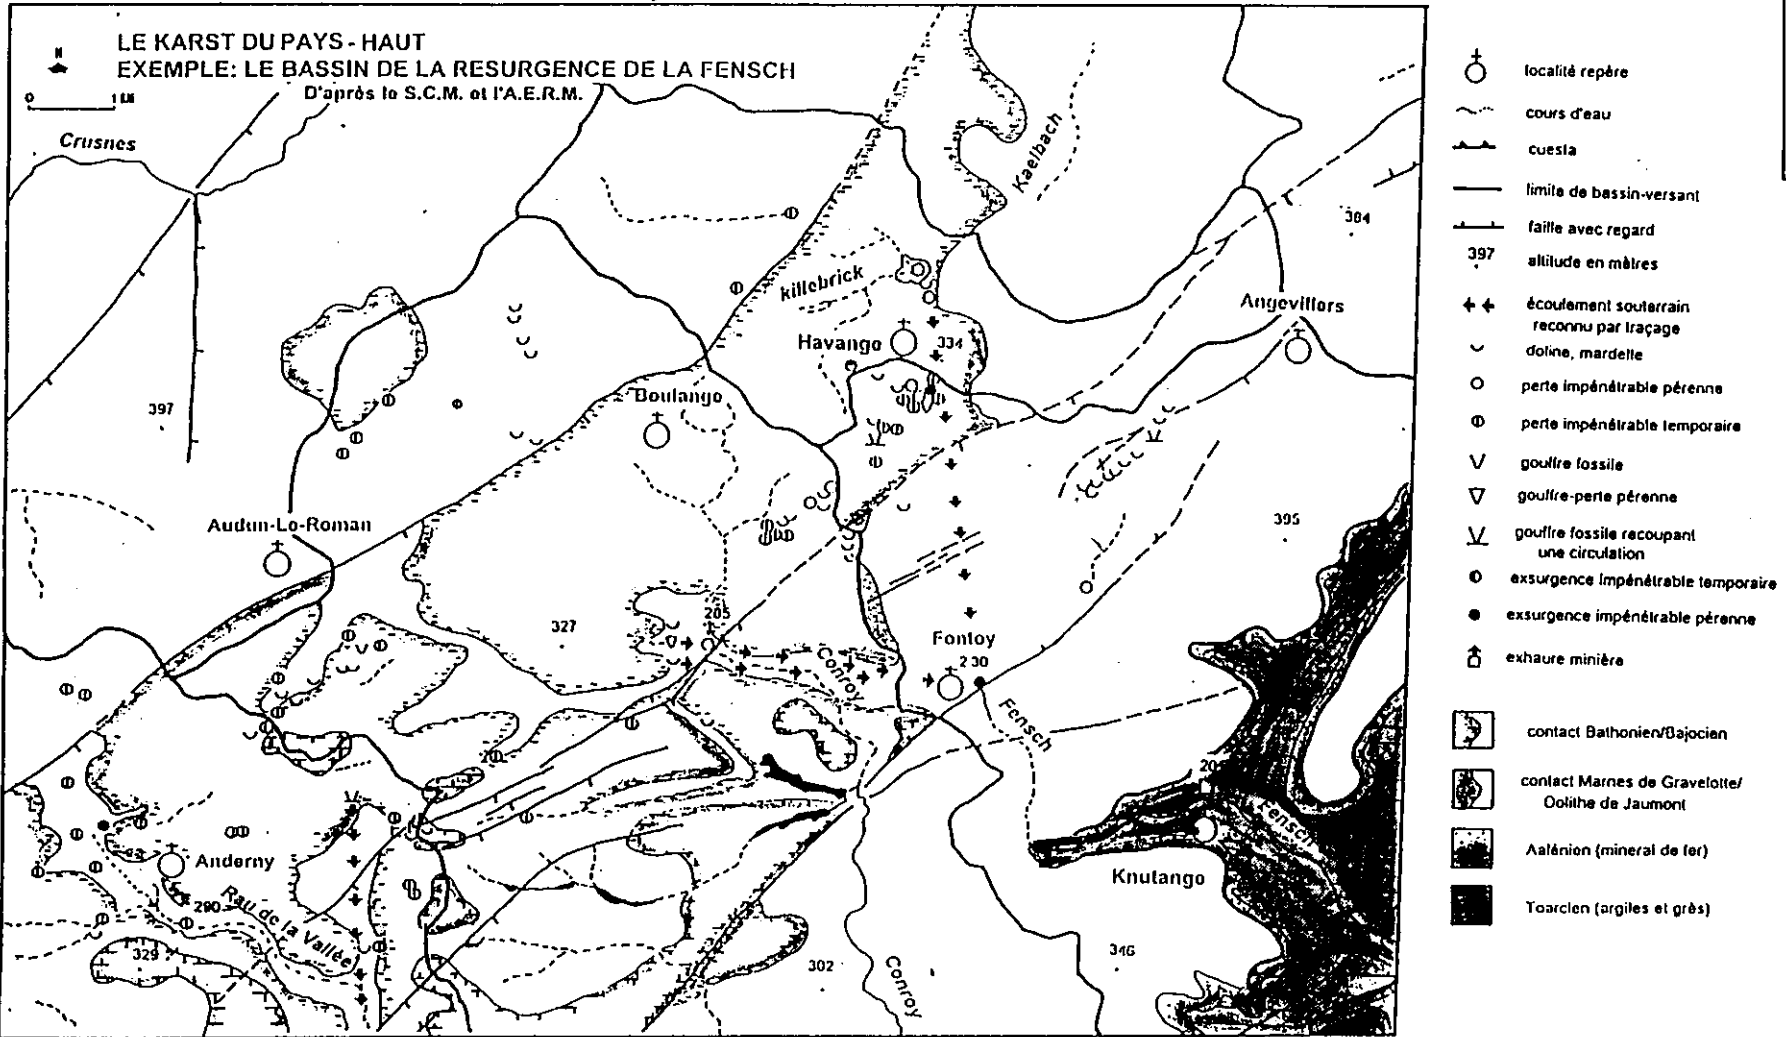 LE KARST DU PAYS-HAUT
EXEMPLE: LE BASSIN DE LA RESURGENCE DE LA FENSCH
D'après le S.C.M. et l'A.E.R.M.
N
0 1 KM
Crusnes
Kaelbach
384
killebrick
Angevillers
Havange
334
Boulange
397
Audun-Le-Roman
395
327
205
Fontoy
230
Conroy
Fensch
20
Fensch
Anderny
Knutange
290
Rau de la Vallée
329
302
346
Conroy
localité repère
cours d'eau
cuesta
limite de bassin-versant
faille avec regard
397
altitude en mètres
écoulement souterrain
reconnu par traçage
doline, mardelle
perte impénétrable pérenne
perte impénétrable temporaire
gouffre fossile
gouffre-perte pérenne
gouffre fossile recoupant
une circulation
exsurgence impénétrable temporaire
exsurgence impénétrable pérenne
exhaure minière
contact Bathonien/Bajocien
contact Marnes de Gravelotte/
Oolithe de Jaumont
Aalénien (minerai de fer)
Toarcien (argiles et grès)